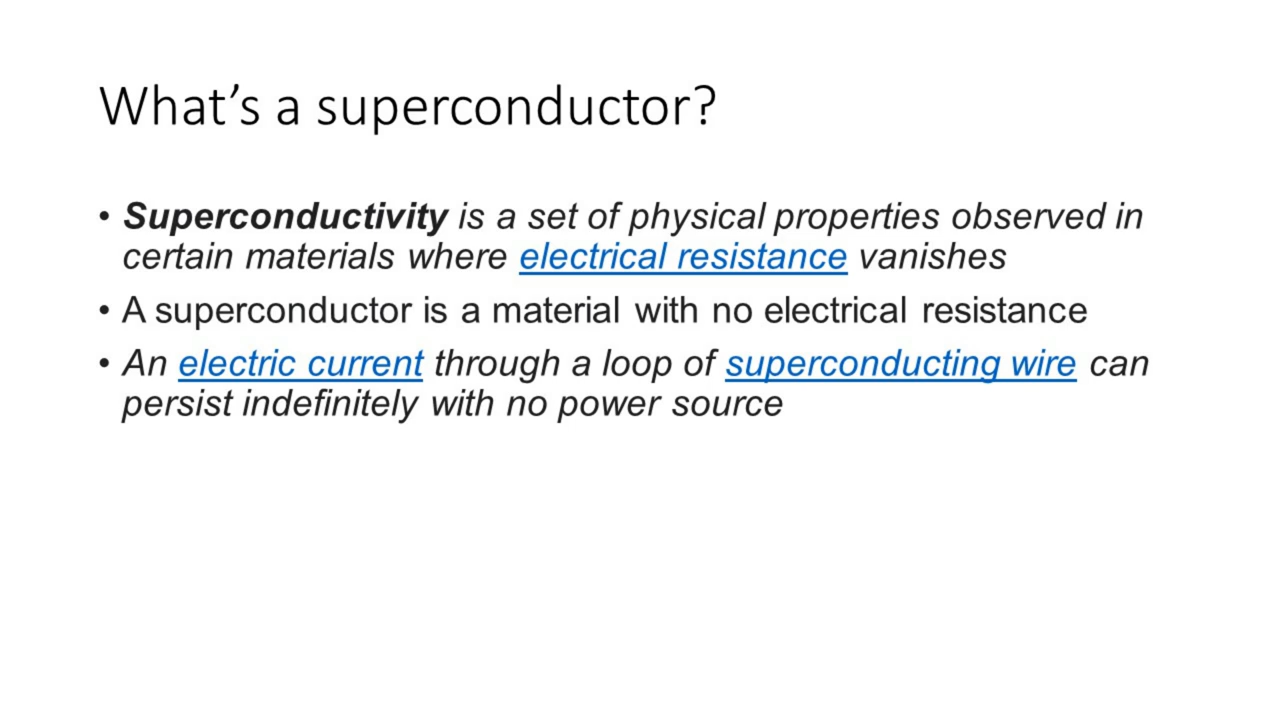 What’s a superconductor?
• Superconductivity is a set of physical properties observed in
certain materials where electrical resistance vanishes
• A superconductor is a material with no electrical resistance
• An electric current through a loop of superconducting wire can
persist indefinitely with no power source